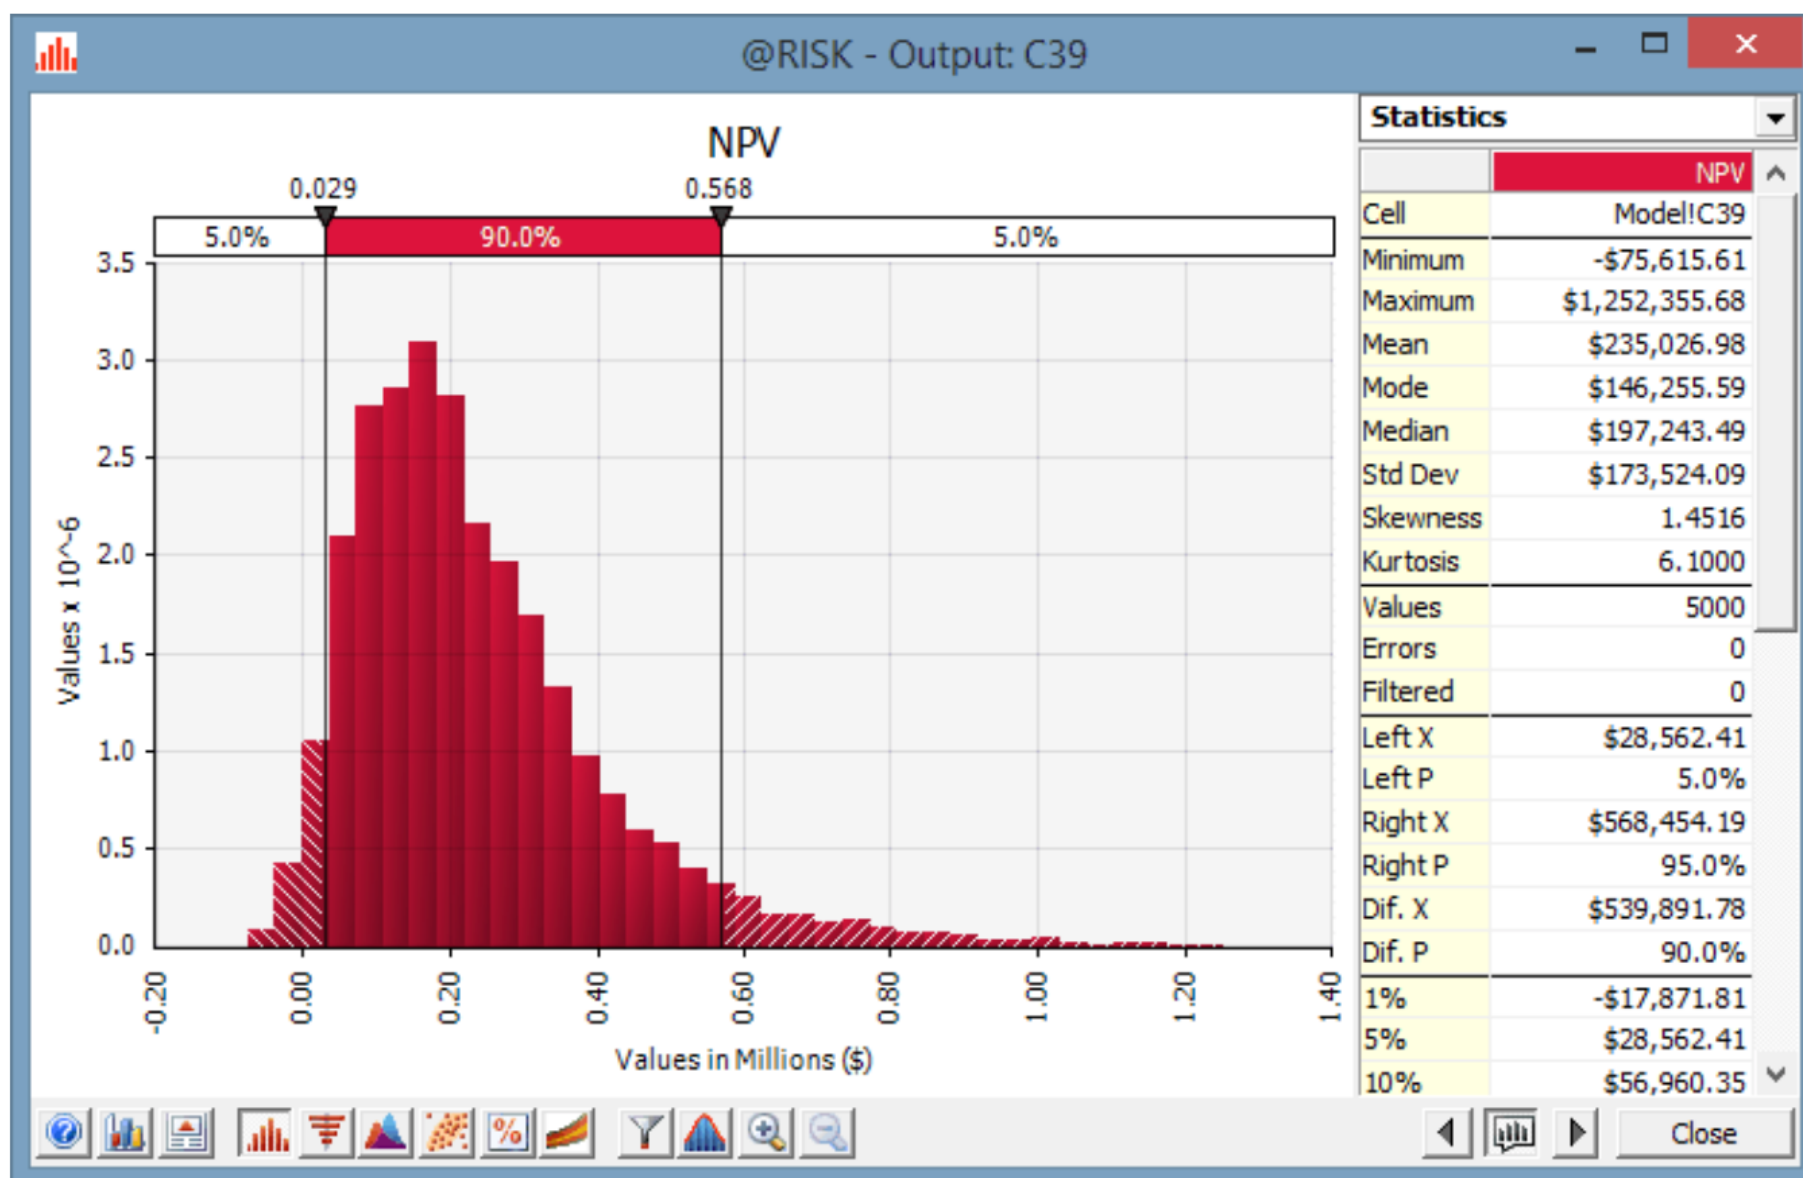 @RISK - Output: C39
NPV
0.029 0.568
5.0% 90.0% 5.0%
3.5
3.0
2.5
2.0
1.5
1.0
0.5
0.0
Values x 10^-6
-0.20 0.00 0.20 0.40 0.60 0.80 1.00 1.20 1.40
Values in Millions ($)
Statistics
NPV
Cell Model!C39
Minimum -$75,615.61
Maximum $1,252,355.68
Mean $235,026.98
Mode $146,255.59
Median $197,243.49
Std Dev $173,524.09
Skewness 1.4516
Kurtosis 6.1000
Values 5000
Errors 0
Filtered 0
Left X $28,562.41
Left P 5.0%
Right X $568,454.19
Right P 95.0%
Dif. X $539,891.78
Dif. P 90.0%
1% -$17,871.81
5% $28,562.41
10% $56,960.35
? % Close